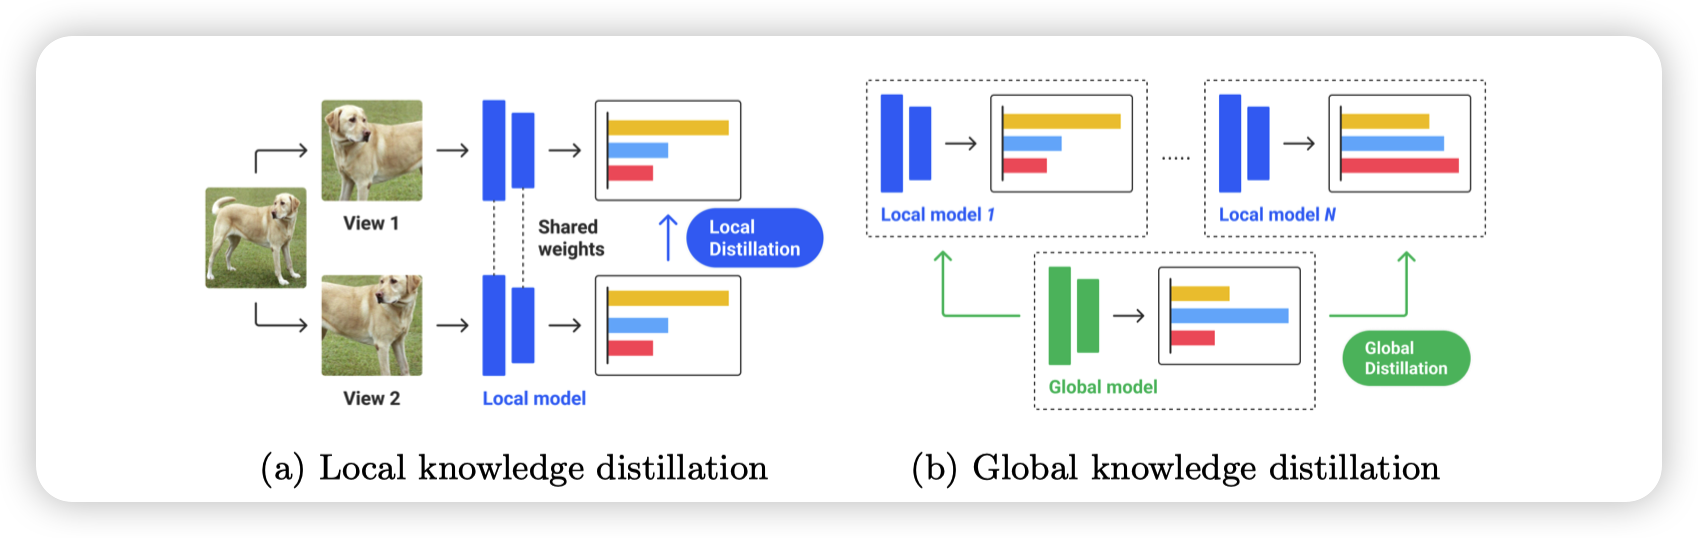 View 1
Shared
weights
Local
Distillation
View 2
Local model
(a) Local knowledge distillation
Local model 1
.....
Local model N
Global model
Global
Distillation
(b) Global knowledge distillation